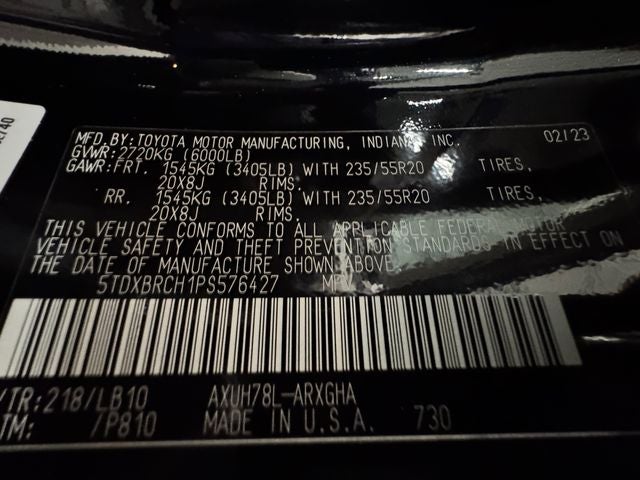 MFD.BY:TOYOTA MOTOR MANUFACTURING, INDIANA, INC. 02/23
GVWR:2720KG (6000LB)
GAWR:FRT. 1545KG (3405LB) WITH 235/55R20 TIRES,
20X8J RIMS.
RR. 1545KG (3405LB) WITH 235/55R20 TIRES,
20X8J RIMS.
THIS VEHICLE CONFORMS TO ALL APPLICABLE FEDERAL MOTOR
VEHICLE SAFETY AND THEFT PREVENTION STANDARDS IN EFFECT ON
THE DATE OF MANUFACTURE SHOWN ABOVE.
5TDXBRCH1PS576427 MPV
/TR:218/LB10 AXUH78L-ARXGHA
TM: /P810 MADE IN U.S.A. 730